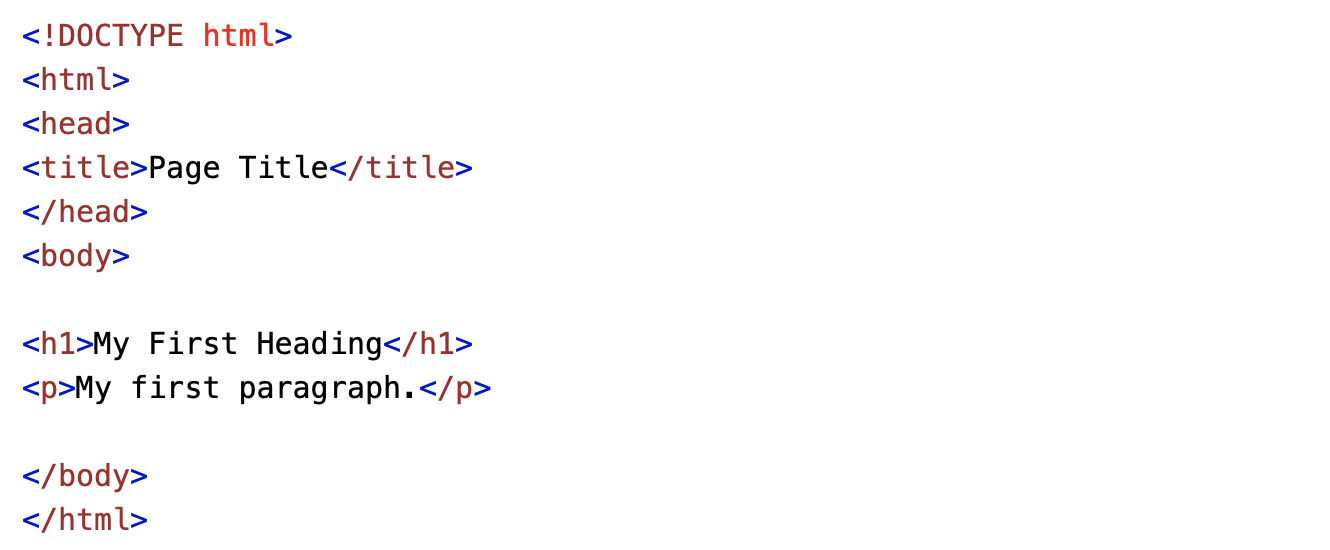 <!DOCTYPE html>
<html>
<head>
<title>Page Title</title>
</head>
<body>
<h1>My First Heading</h1>
<p>My first paragraph.</p>
</body>
</html>